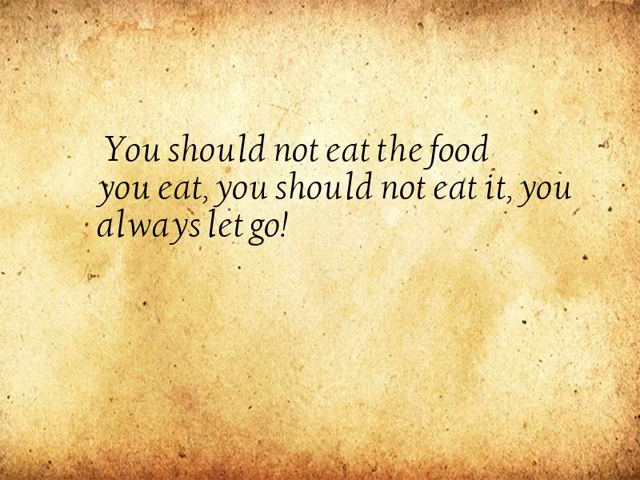 You should not eat the food
you eat, you should not eat it, you
always let go!